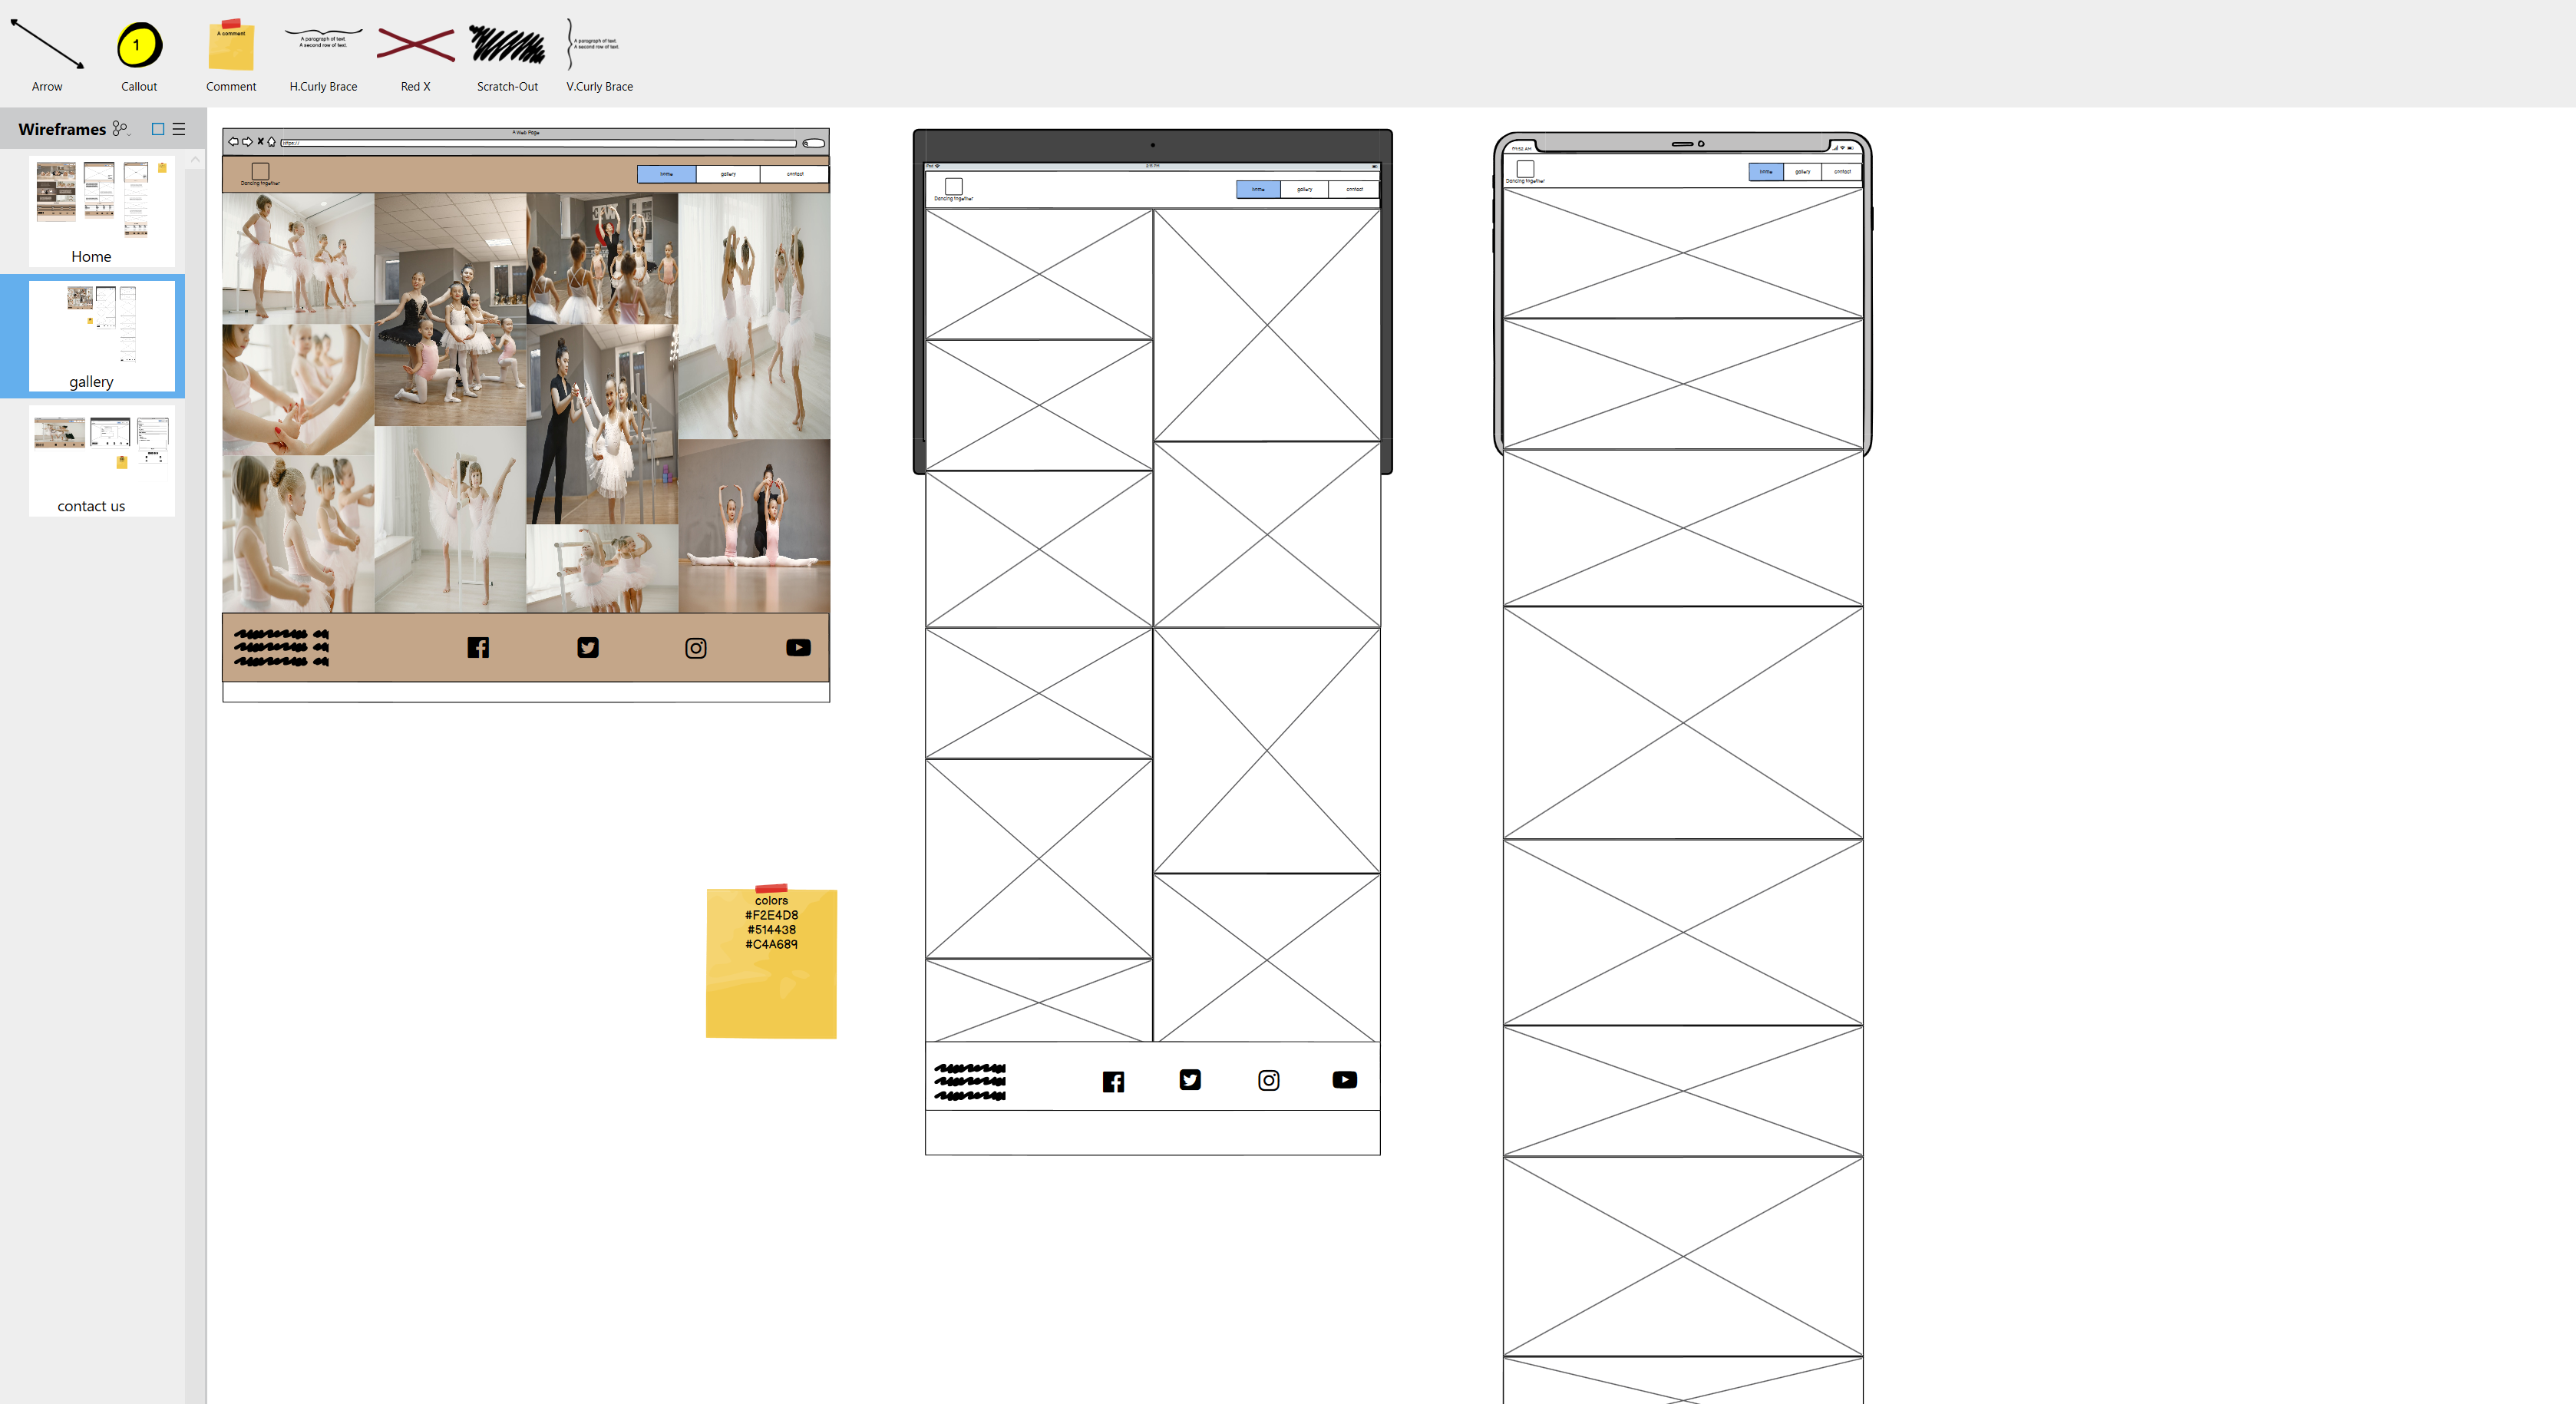 A comment
A paragraph of text.
A second row of text.
1
A paragraph of text.
A second row of text.
Arrow
Callout
Comment
H.Curly Brace
Red X
Scratch-Out
V.Curly Brace
Wireframes
Home
gallery
contact us
A Web Page
https://
Dancing together
home
gallery
contact
iPad
Dancing together
home
gallery
contact
Dancing together
home
gallery
contact
colors
#F2E4D8
#514438
#C4A689